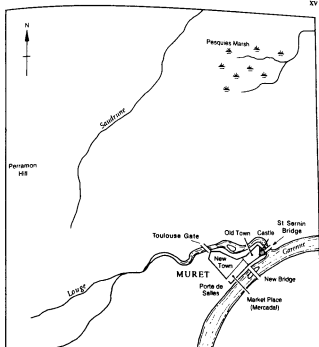 xv
N
Pesquies Marsh
Saudrune
Perramon
Hill
St Sernin
Bridge
Old Town
Castle
Toulouse Gate
Garonne
New
Town
MURET
New Bridge
Louge
Porte de
Salles
Market Place
(Mercadal)